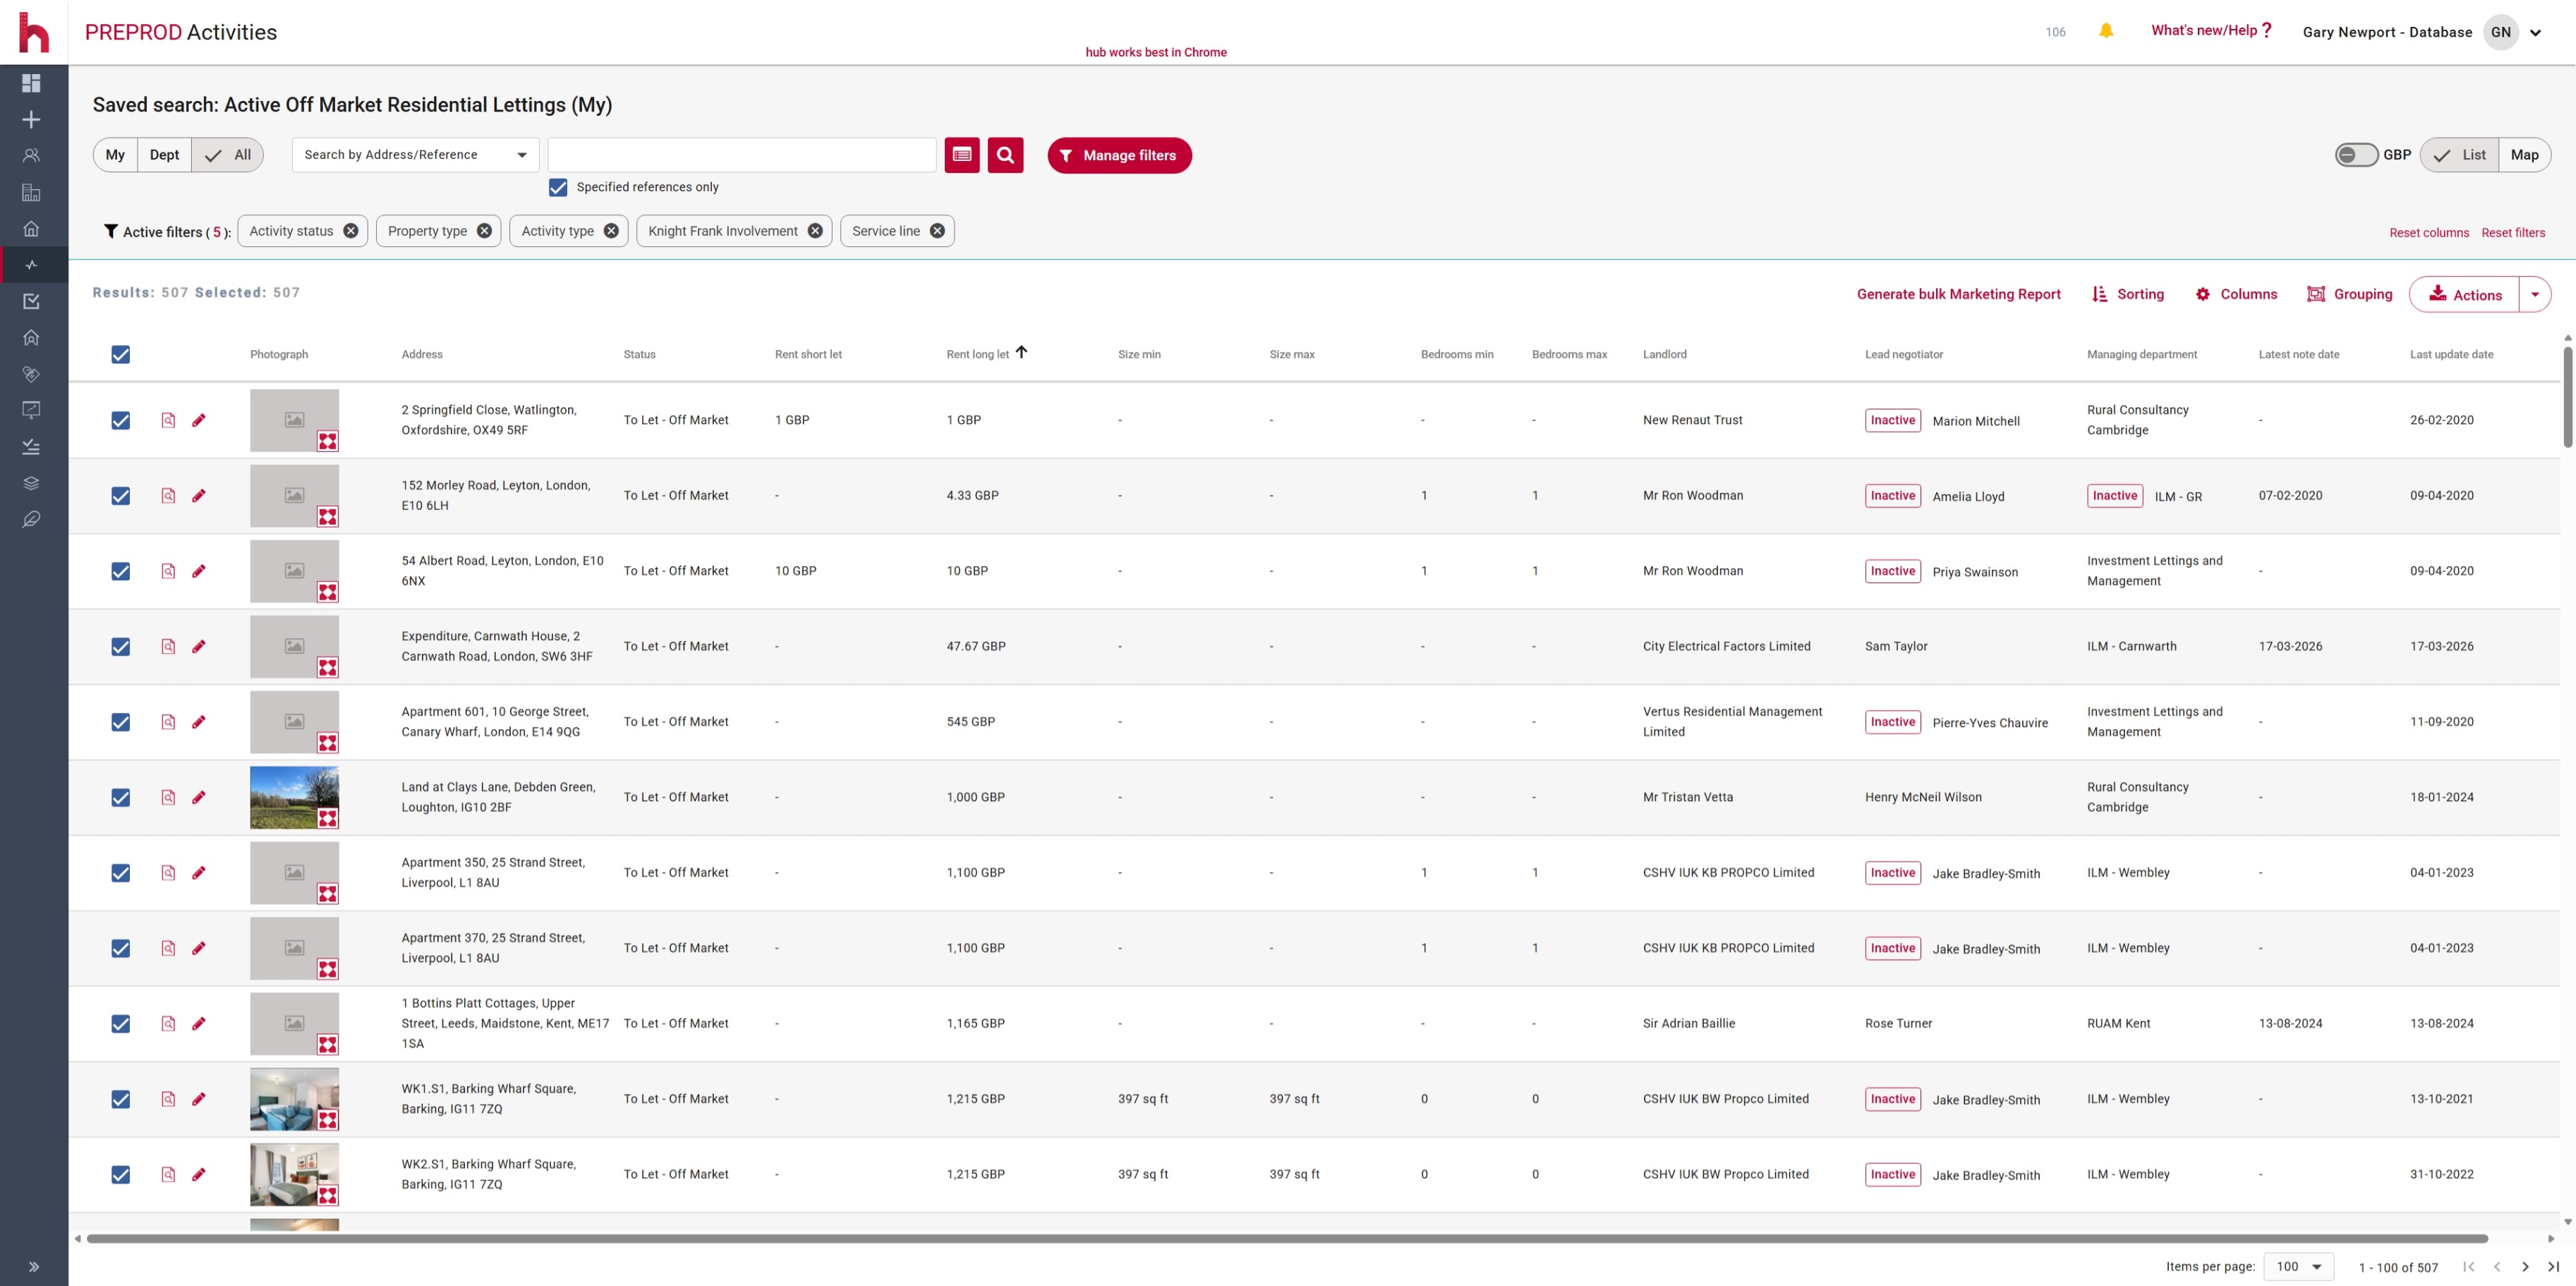 PREPROD Activities
hub works best in Chrome
106
What's new/Help ?
Gary Newport - Database
GN
Saved search: Active Off Market Residential Lettings (My)
My
Dept
All
Search by Address/Reference
Manage filters
GBP
List
Map
Specified references only
Active filters ( 5 ):
Activity status
Property type
Activity type
Knight Frank Involvement
Service line
Reset columns
Reset filters
Results: 507 Selected: 507
Generate bulk Marketing Report
Sorting
Columns
Grouping
Actions
Photograph
Address
Status
Rent short let
Rent long let
Size min
Size max
Bedrooms min
Bedrooms max
Landlord
Lead negotiator
Managing department
Latest note date
Last update date
2 Springfield Close, Watlington,
Oxfordshire, OX49 5RF
To Let - Off Market
1 GBP
1 GBP
-
-
-
-
New Renaut Trust
Inactive
Marion Mitchell
Rural Consultancy
Cambridge
-
26-02-2020
152 Morley Road, Leyton, London,
E10 6LH
To Let - Off Market
-
4.33 GBP
-
-
1
1
Mr Ron Woodman
Inactive
Amelia Lloyd
Inactive
ILM - GR
07-02-2020
09-04-2020
54 Albert Road, Leyton, London, E10
6NX
To Let - Off Market
10 GBP
10 GBP
-
-
1
1
Mr Ron Woodman
Inactive
Priya Swainson
Investment Lettings and
Management
-
09-04-2020
Expenditure, Carnwath House, 2
Carnwath Road, London, SW6 3HF
To Let - Off Market
-
47.67 GBP
-
-
-
-
City Electrical Factors Limited
Sam Taylor
ILM - Carnwarth
17-03-2026
17-03-2026
Apartment 601, 10 George Street,
Canary Wharf, London, E14 9QG
To Let - Off Market
-
545 GBP
-
-
-
-
Vertus Residential Management
Limited
Inactive
Pierre-Yves Chauvire
Investment Lettings and
Management
-
11-09-2020
Land at Clays Lane, Debden Green,
Loughton, IG10 2BF
To Let - Off Market
-
1,000 GBP
-
-
-
-
Mr Tristan Vetta
Henry McNeil Wilson
Rural Consultancy
Cambridge
-
18-01-2024
Apartment 350, 25 Strand Street,
Liverpool, L1 8AU
To Let - Off Market
-
1,100 GBP
-
-
1
1
CSHV IUK KB PROPCO Limited
Inactive
Jake Bradley-Smith
ILM - Wembley
-
04-01-2023
Apartment 370, 25 Strand Street,
Liverpool, L1 8AU
To Let - Off Market
-
1,100 GBP
-
-
1
1
CSHV IUK KB PROPCO Limited
Inactive
Jake Bradley-Smith
ILM - Wembley
-
04-01-2023
1 Bottins Platt Cottages, Upper
Street, Leeds, Maidstone, Kent, ME17
1SA
To Let - Off Market
-
1,165 GBP
-
-
-
-
Sir Adrian Baillie
Rose Turner
RUAM Kent
13-08-2024
13-08-2024
WK1.S1, Barking Wharf Square,
Barking, IG11 7ZQ
To Let - Off Market
-
1,215 GBP
397 sq ft
397 sq ft
0
0
CSHV IUK BW Propco Limited
Inactive
Jake Bradley-Smith
ILM - Wembley
-
13-10-2021
WK2.S1, Barking Wharf Square,
Barking, IG11 7ZQ
To Let - Off Market
-
1,215 GBP
397 sq ft
397 sq ft
0
0
CSHV IUK BW Propco Limited
Inactive
Jake Bradley-Smith
ILM - Wembley
-
31-10-2022
Items per page:
100
1 - 100 of 507